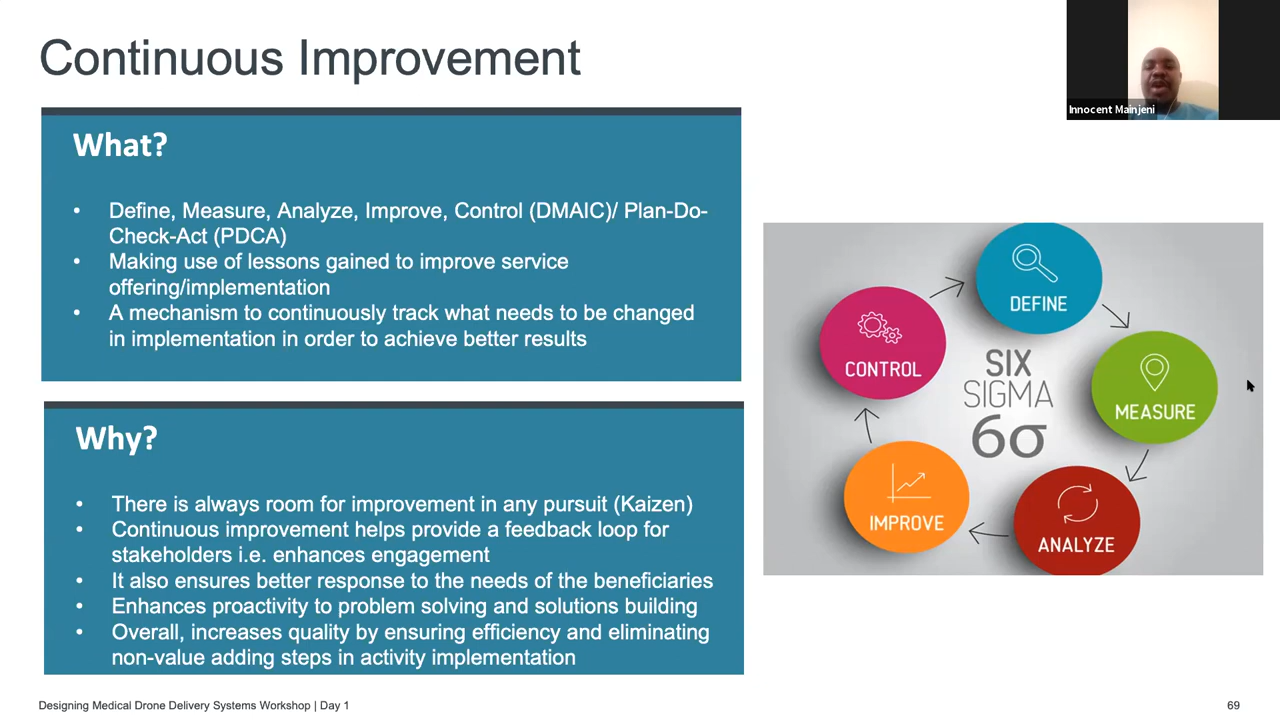 Continuous Improvement
Innocent Mainjeni
What?
• Define, Measure, Analyze, Improve, Control (DMAIC)/ Plan-Do-
Check-Act (PDCA)
• Making use of lessons gained to improve service
offering/implementation
• A mechanism to continuously track what needs to be changed
in implementation in order to achieve better results
Why?
• There is always room for improvement in any pursuit (Kaizen)
• Continuous improvement helps provide a feedback loop for
stakeholders i.e. enhances engagement
• It also ensures better response to the needs of the beneficiaries
• Enhances proactivity to problem solving and solutions building
• Overall, increases quality by ensuring efficiency and eliminating
non-value adding steps in activity implementation
DEFINE
MEASURE
ANALYZE
IMPROVE
CONTROL
SIX
SIGMA
6σ
Designing Medical Drone Delivery Systems Workshop | Day 1
69